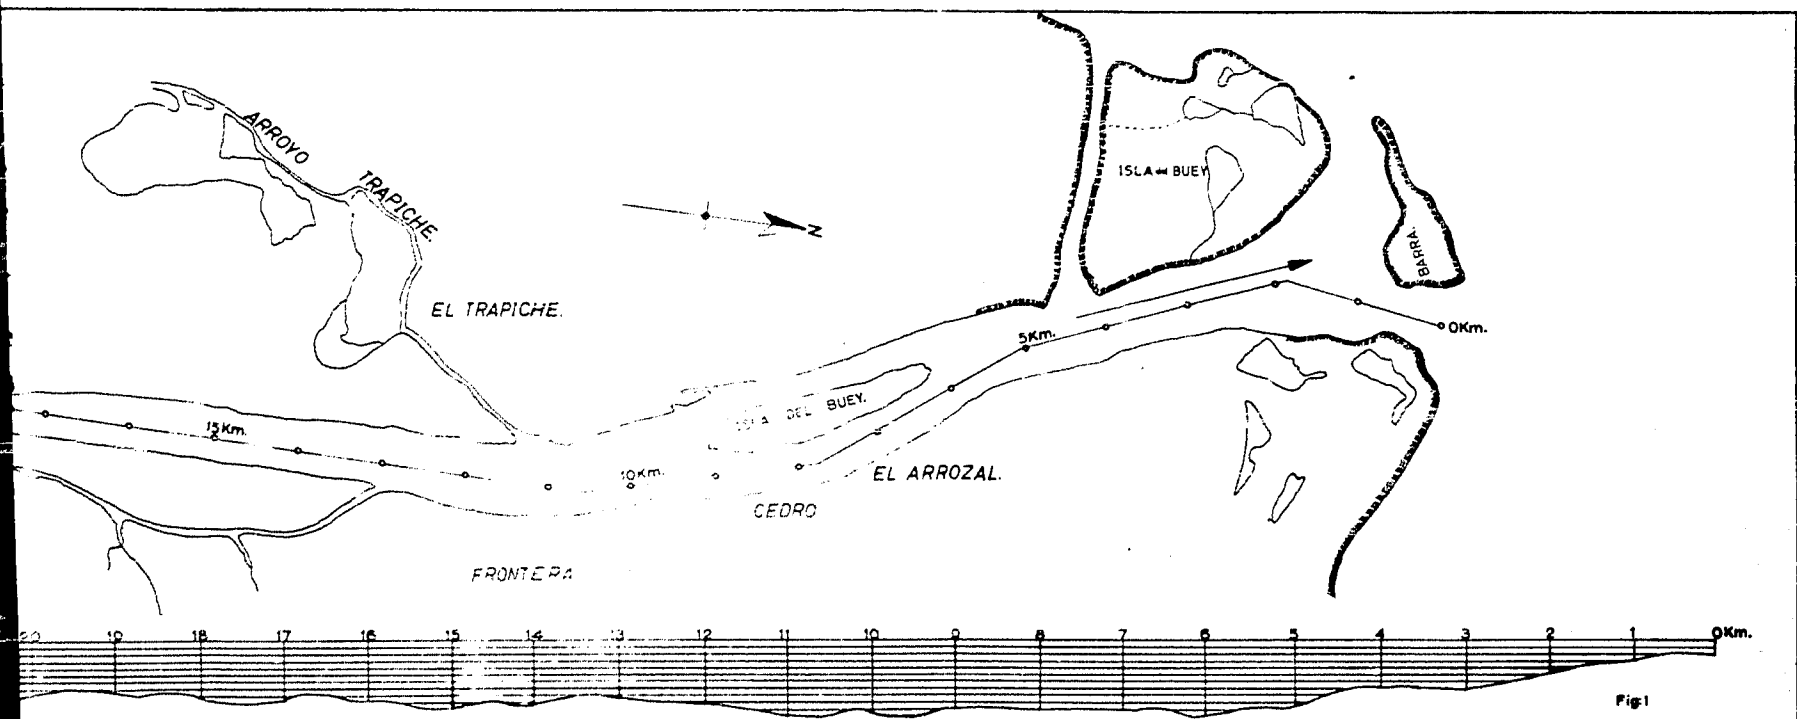 ARROYO TRAPICHE.
ISLA del BUEY
N
BARRA.
EL TRAPICHE.
0Km.
5Km.
ISLA DEL BUEY.
15Km.
10Km.
EL ARROZAL.
CEDRO
FRONTERA
20 19 18 17 16 15 14 13 12 11 10 9 8 7 6 5 4 3 2 1 0Km.
Fig:1